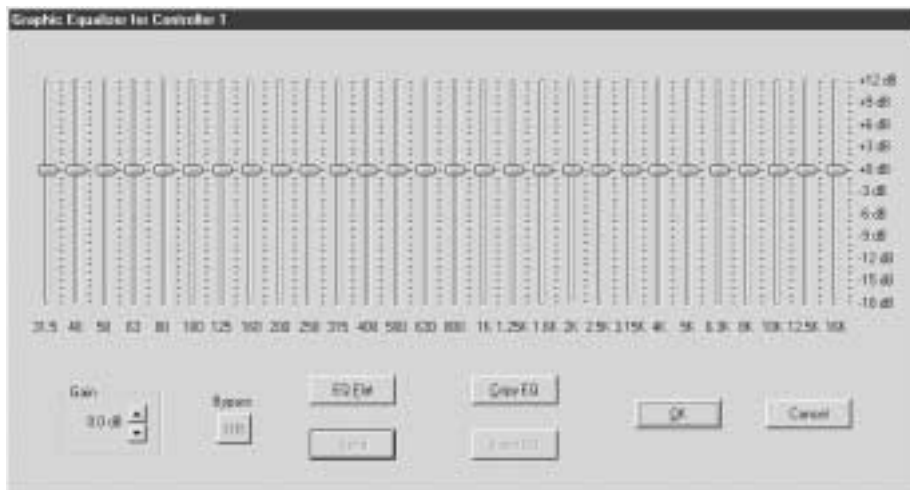 Graphic Equalizer for Controller 1
+12 dB
+9 dB
+6 dB
+3 dB
+0 dB
-3 dB
-6 dB
-9 dB
-12 dB
-15 dB
-18 dB
31.5 40 50 63 80 100 125 160 200 250 315 400 500 630 800 1K 1.25K 1.6K 2K 2.5K 3.15K 4K 5K 6.3K 8K 10K 12.5K 16K
Gain
0.0 dB
Bypass
EQ Flat
Copy EQ
OK
Cancel